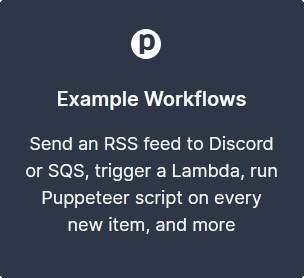 p
Example Workflows
Send an RSS feed to Discord
or SQS, trigger a Lambda, run
Puppeteer script on every
new item, and more